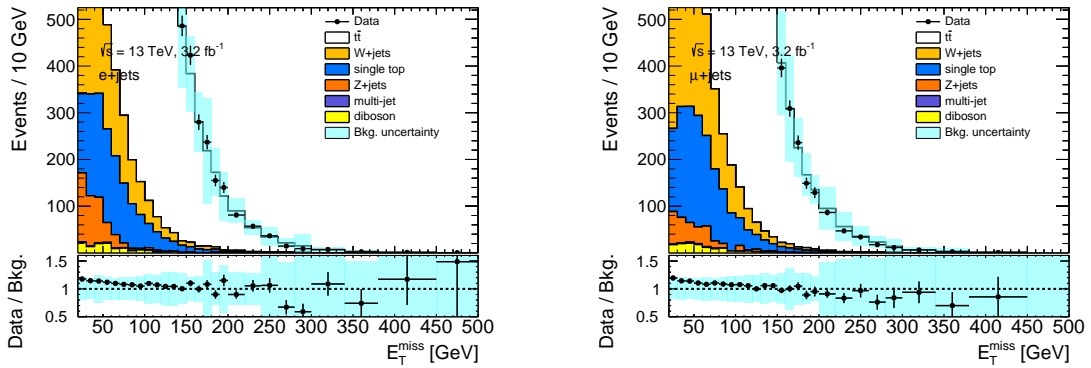 Events / 10 GeV
500
400
300
200
100
√s = 13 TeV, 3.2 fb⁻¹
e+jets
Data
tt̄
W+jets
single top
Z+jets
multi-jet
diboson
Bkg. uncertainty
Data / Bkg.
1.5
1
0.5
50 100 150 200 250 300 350 400 450 500
E_T^miss [GeV]
Events / 10 GeV
500
400
300
200
100
√s = 13 TeV, 3.2 fb⁻¹
μ+jets
Data
tt̄
W+jets
single top
Z+jets
multi-jet
diboson
Bkg. uncertainty
Data / Bkg.
1.5
1
0.5
50 100 150 200 250 300 350 400 450 500
E_T^miss [GeV]